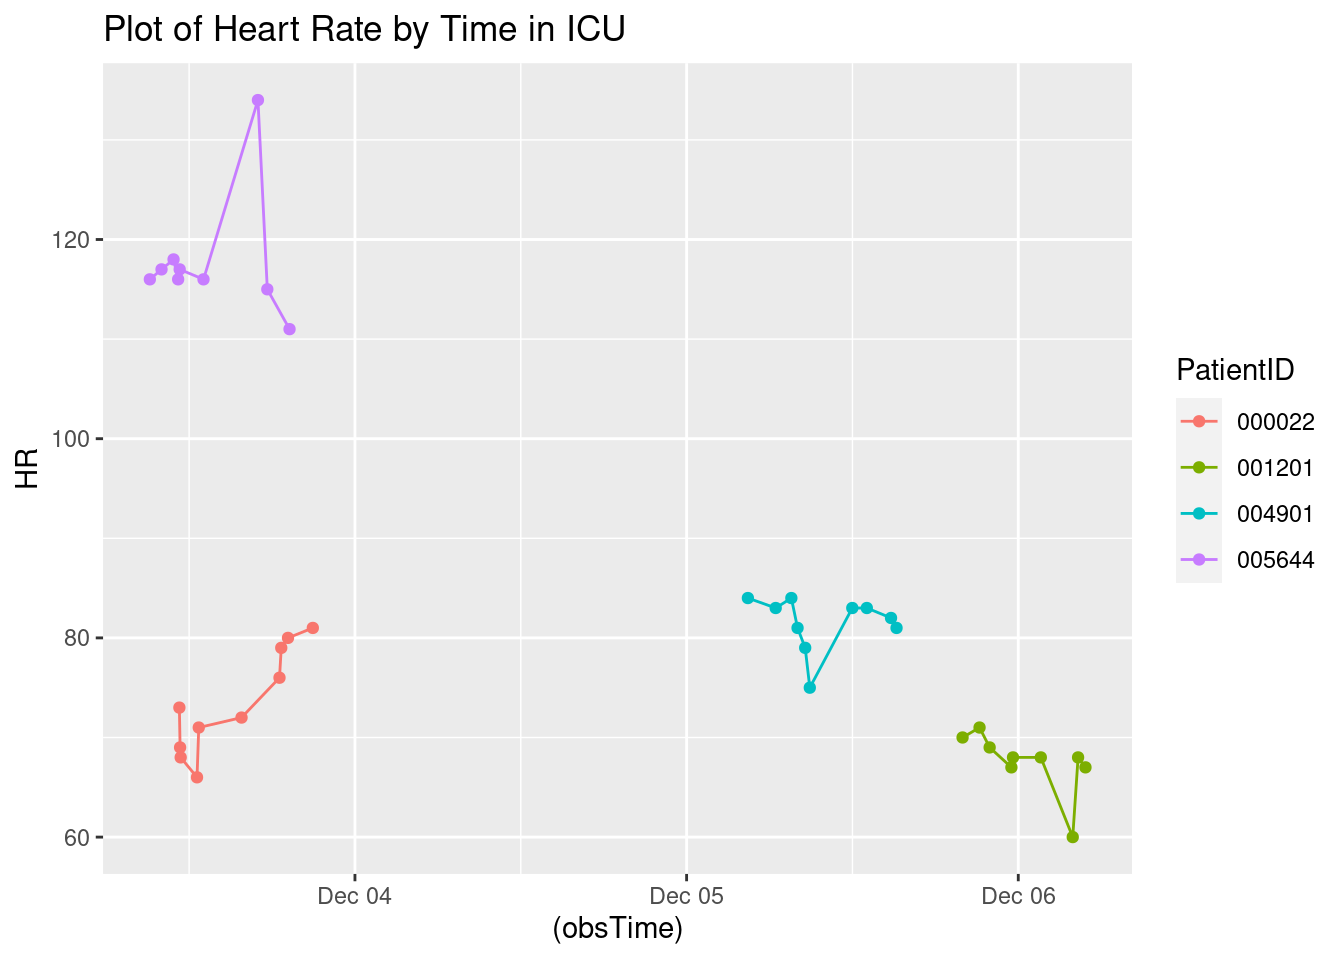 Plot of Heart Rate by Time in ICU
120
100
80
60
HR
Dec 04
Dec 05
Dec 06
(obsTime)
PatientID
000022
001201
004901
005644